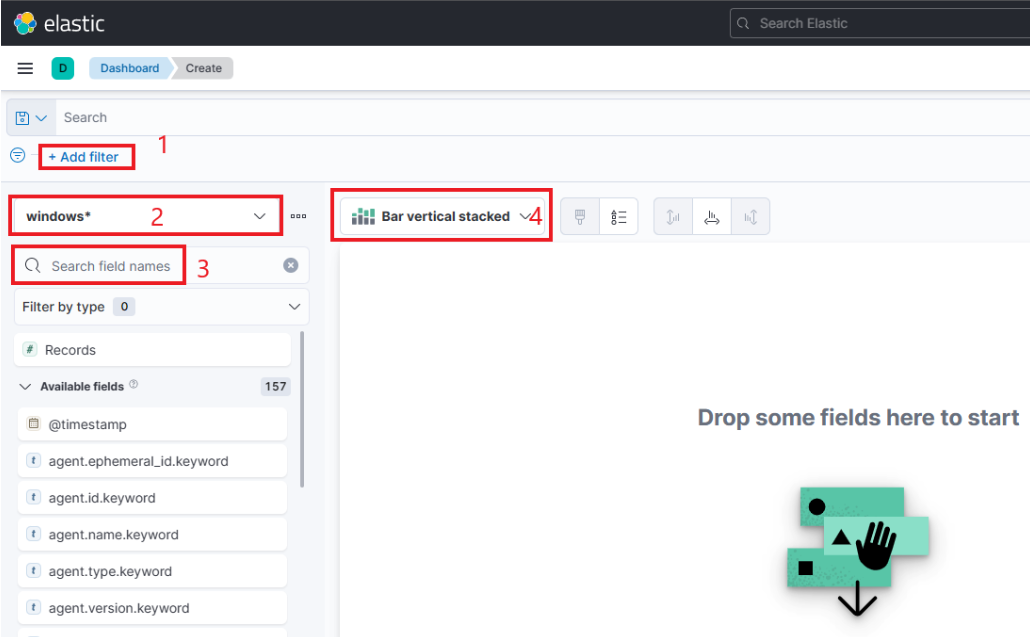 elastic
Search Elastic
D Dashboard Create
Search
1
+ Add filter
windows* 2
Bar vertical stacked 4
Search field names 3
Filter by type 0
# Records
Available fields ? 157
@timestamp
t agent.ephemeral_id.keyword
t agent.id.keyword
t agent.name.keyword
t agent.type.keyword
t agent.version.keyword
Drop some fields here to start